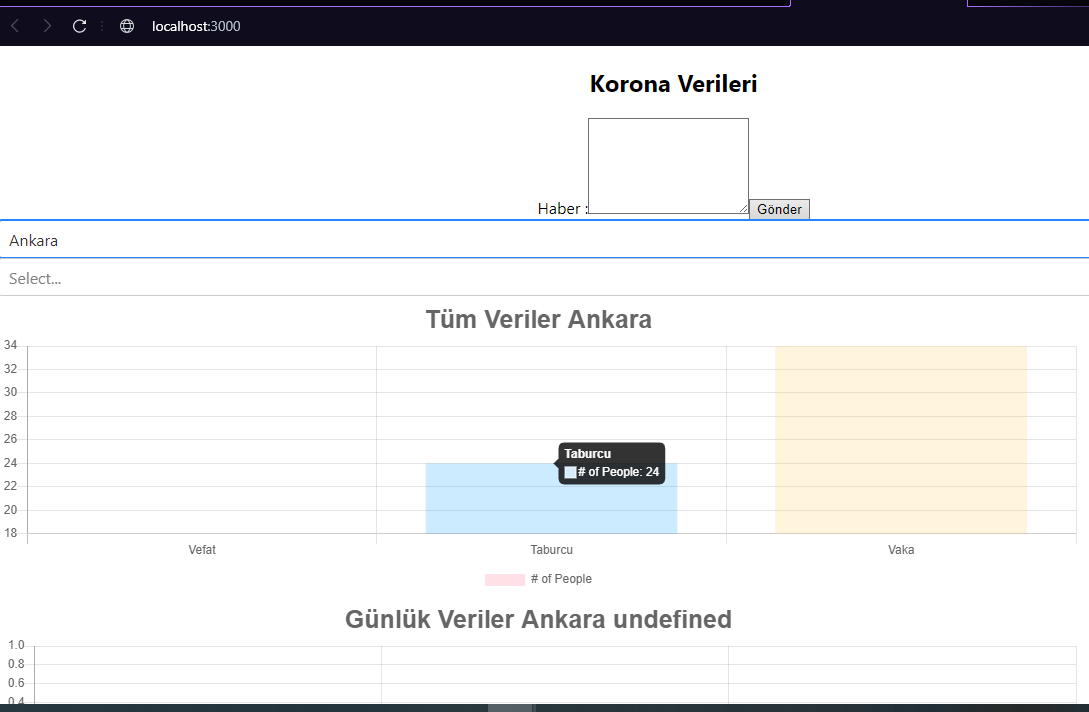 localhost:3000
Korona Verileri
Haber :
Gönder
Ankara
Select...
Tüm Veriler Ankara
34
32
30
28
26
24
22
20
18
Taburcu
# of People: 24
Vefat Taburcu Vaka
# of People
Günlük Veriler Ankara undefined
1.0
0.8
0.6
0.4